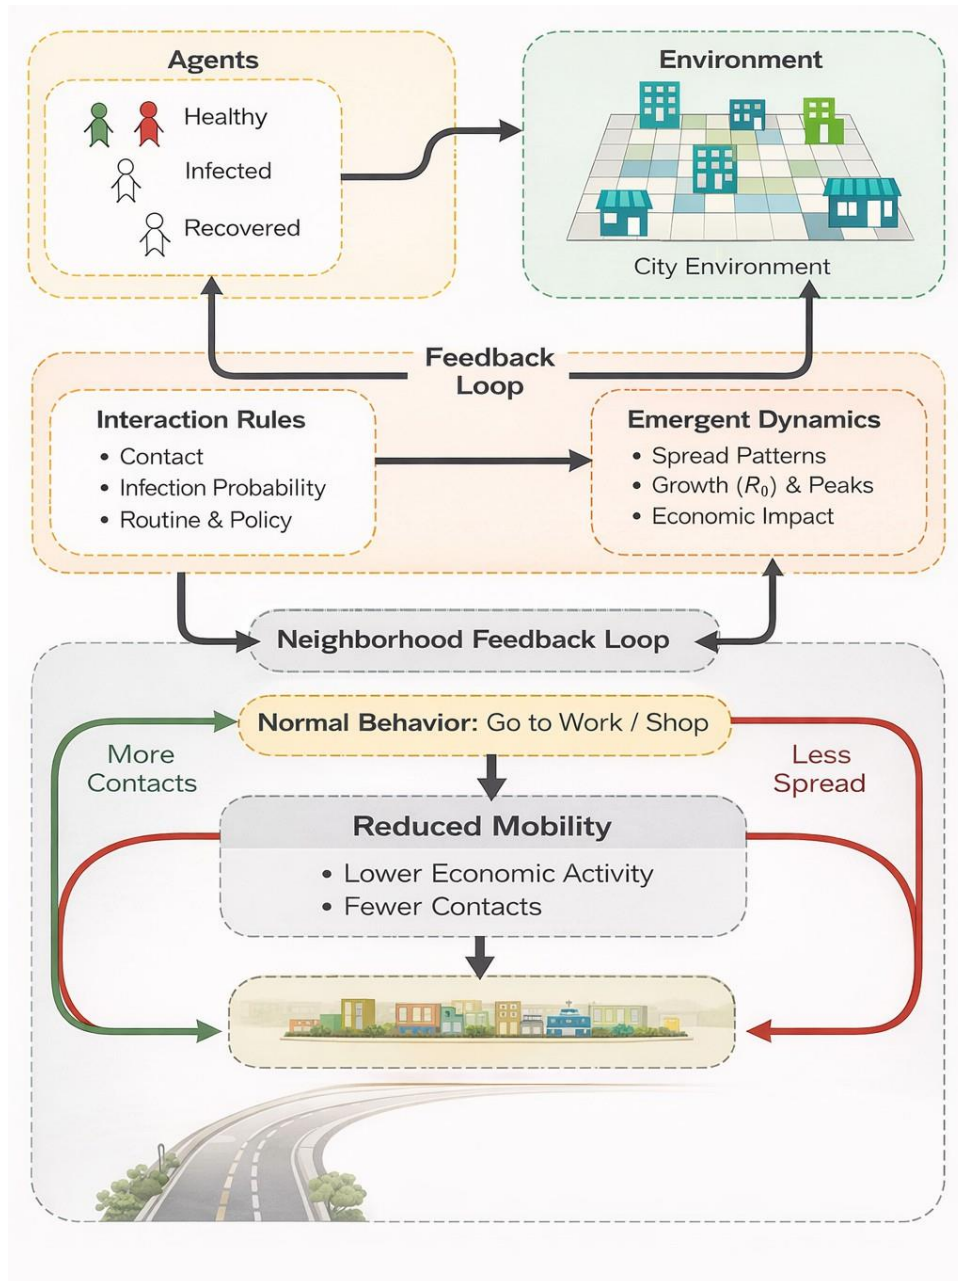 Agents
Healthy
Infected
Recovered
Environment
City Environment
Feedback
Loop
Interaction Rules
• Contact
• Infection Probability
• Routine & Policy
Emergent Dynamics
• Spread Patterns
• Growth (R₀) & Peaks
• Economic Impact
Neighborhood Feedback Loop
Normal Behavior: Go to Work / Shop
More
Contacts
Less
Spread
Reduced Mobility
• Lower Economic Activity
• Fewer Contacts